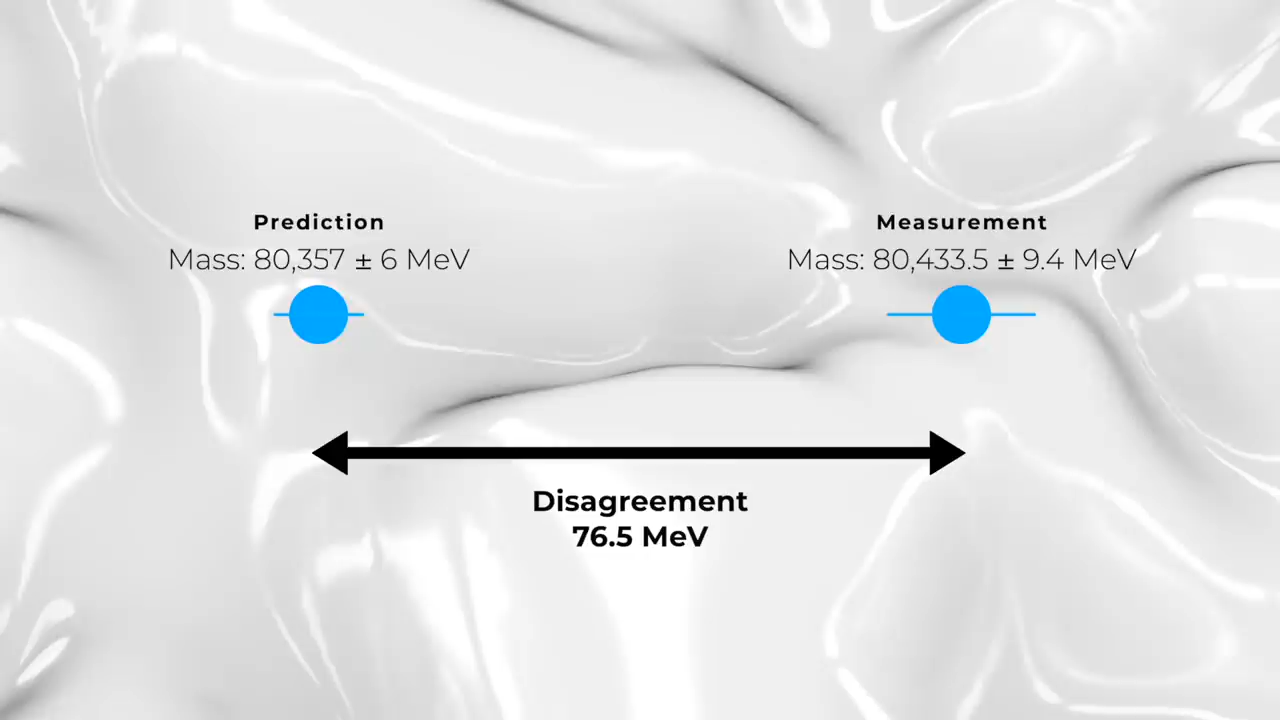 Prediction
Mass: 80,357 ± 6 MeV
Measurement
Mass: 80,433.5 ± 9.4 MeV
Disagreement
76.5 MeV